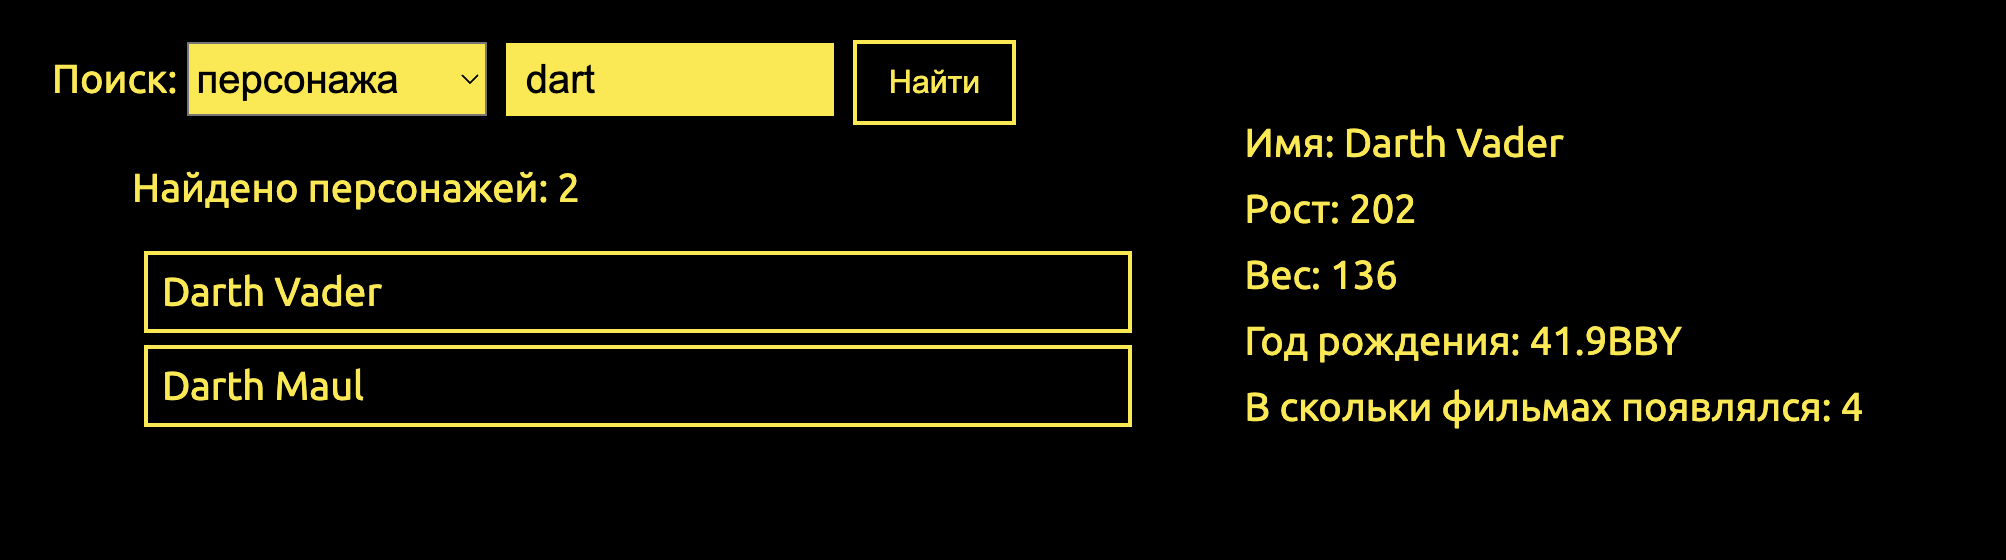 Поиск: персонажа dart Найти
Найдено персонажей: 2
Darth Vader
Darth Maul
Имя: Darth Vader
Рост: 202
Вес: 136
Год рождения: 41.9BBY
В скольки фильмах появлялся: 4